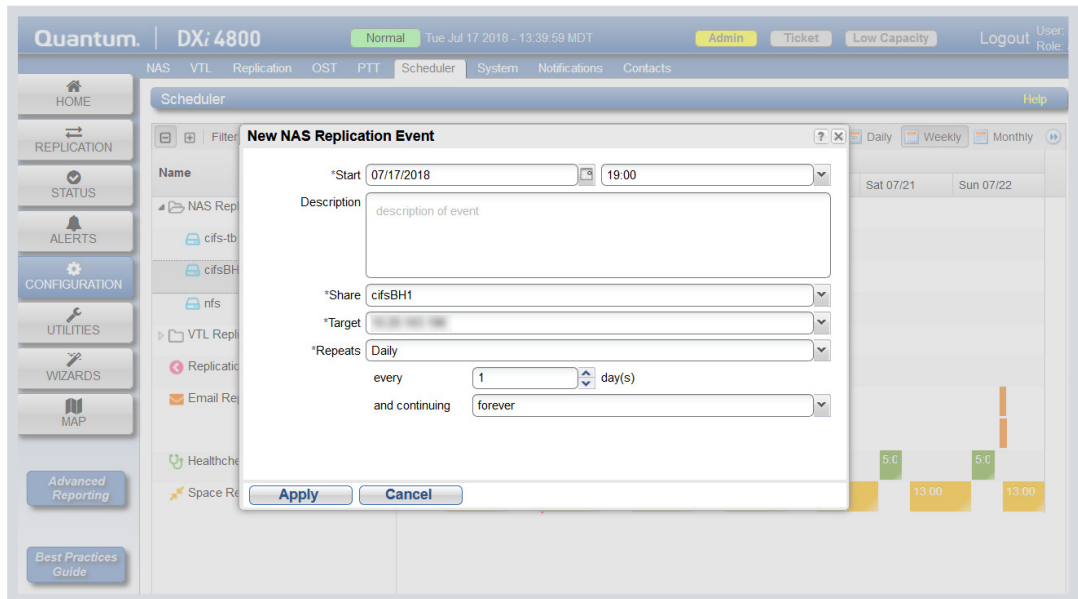 Quantum. DXi 4800 Normal Tue Jul 17 2018 - 13:39:59 MDT Admin Ticket Low Capacity Logout User:
Role:
NAS VTL Replication OST PTT Scheduler System Notifications Contacts
HOME
Scheduler Help
REPLICATION
Filter
New NAS Replication Event ? X
Daily Weekly Monthly
*Start 07/17/2018 19:00
Name
Sat 07/21 Sun 07/22
STATUS
Description description of event
NAS Repl
ALERTS
cifs-tb
CONFIGURATION
cifsBH
*Share cifsBH1
nfs
UTILITIES
*Target
VTL Repli
*Repeats Daily
WIZARDS
Replicatio
every 1 day(s)
MAP
Email Re
and continuing forever
Healthche
5:0 5:0
Advanced
Reporting
Space Re
Apply Cancel
13:00 13:00
Best Practices
Guide